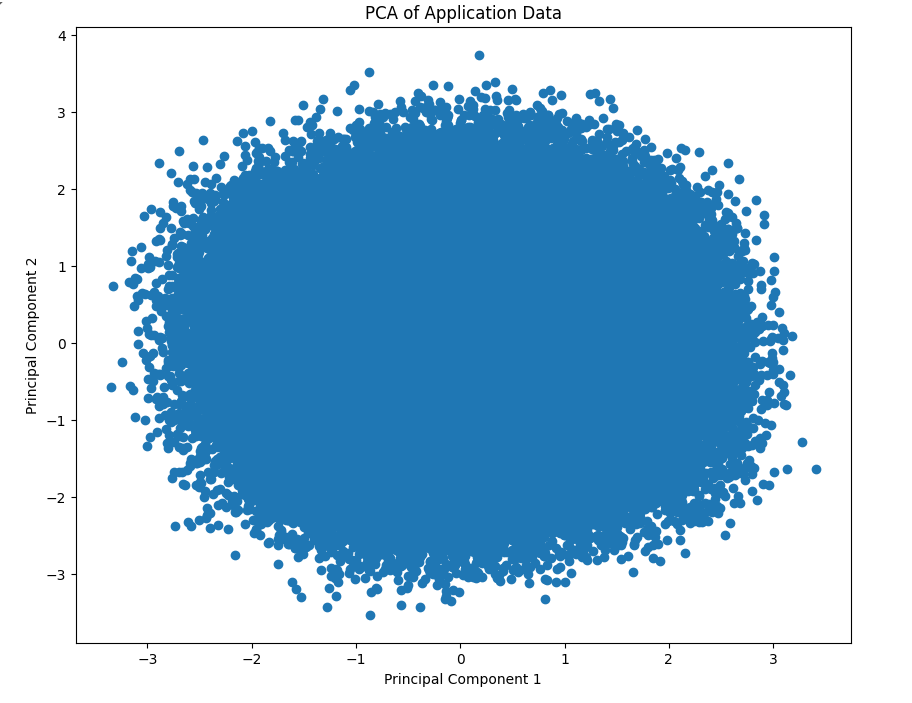 PCA of Application Data
4
3
2
1
0
−1
−2
−3
Principal Component 2
−3 −2 −1 0 1 2 3
Principal Component 1